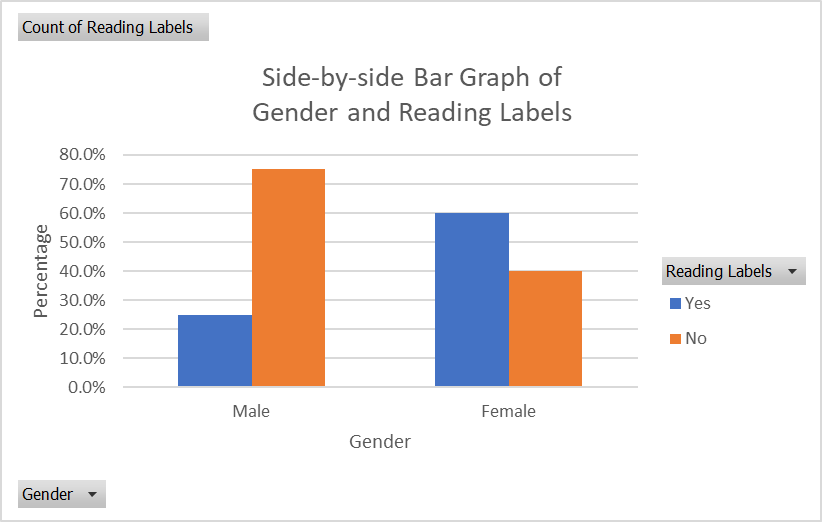 Count of Reading Labels
Side-by-side Bar Graph of
Gender and Reading Labels
80.0%
70.0%
60.0%
50.0%
40.0%
30.0%
20.0%
10.0%
0.0%
Percentage
Male
Female
Gender
Reading Labels
Yes
No
Gender